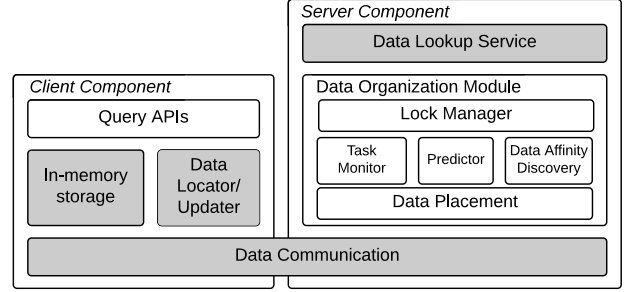 Server Component
Data Lookup Service
Client Component
Query APIs
In-memory
storage
Data
Locator/
Updater
Data Organization Module
Lock Manager
Task
Monitor
Predictor
Data Affinity
Discovery
Data Placement
Data Communication